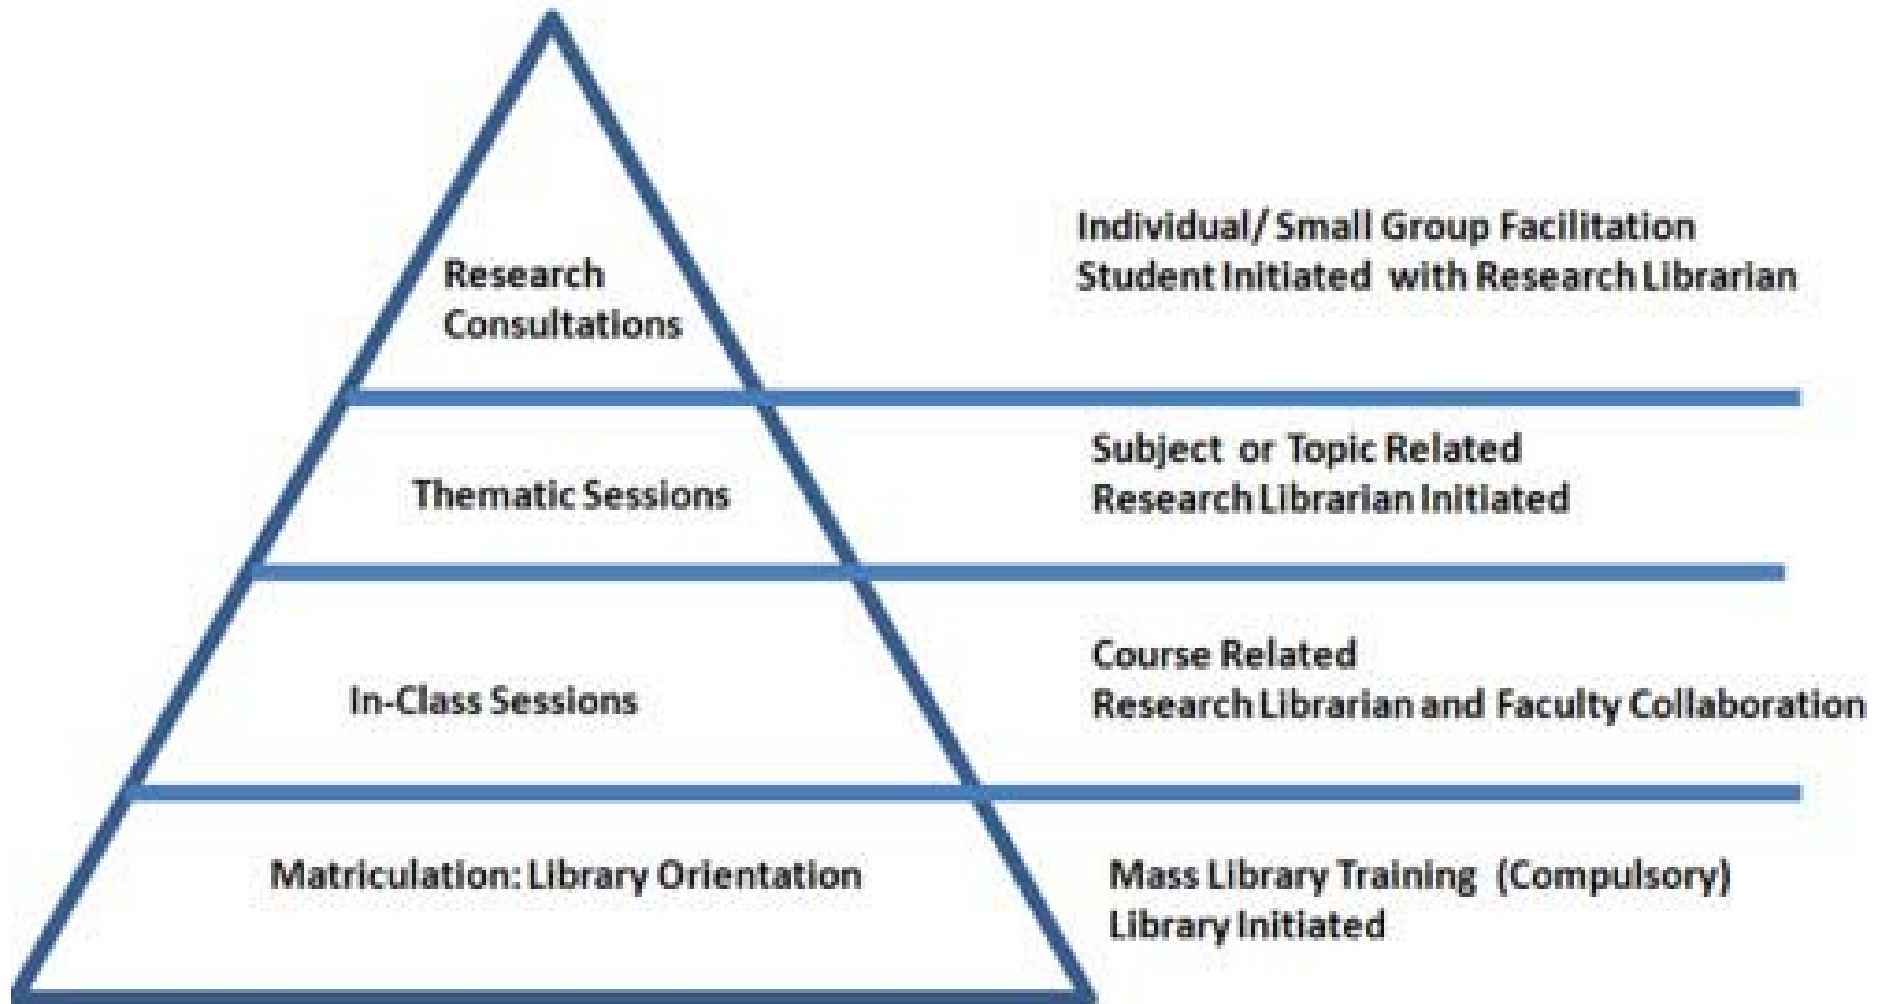 Research
Consultations
Individual/ Small Group Facilitation
Student Initiated with Research Librarian
Thematic Sessions
Subject or Topic Related
Research Librarian Initiated
In-Class Sessions
Course Related
Research Librarian and Faculty Collaboration
Matriculation: Library Orientation
Mass Library Training (Compulsory)
Library Initiated